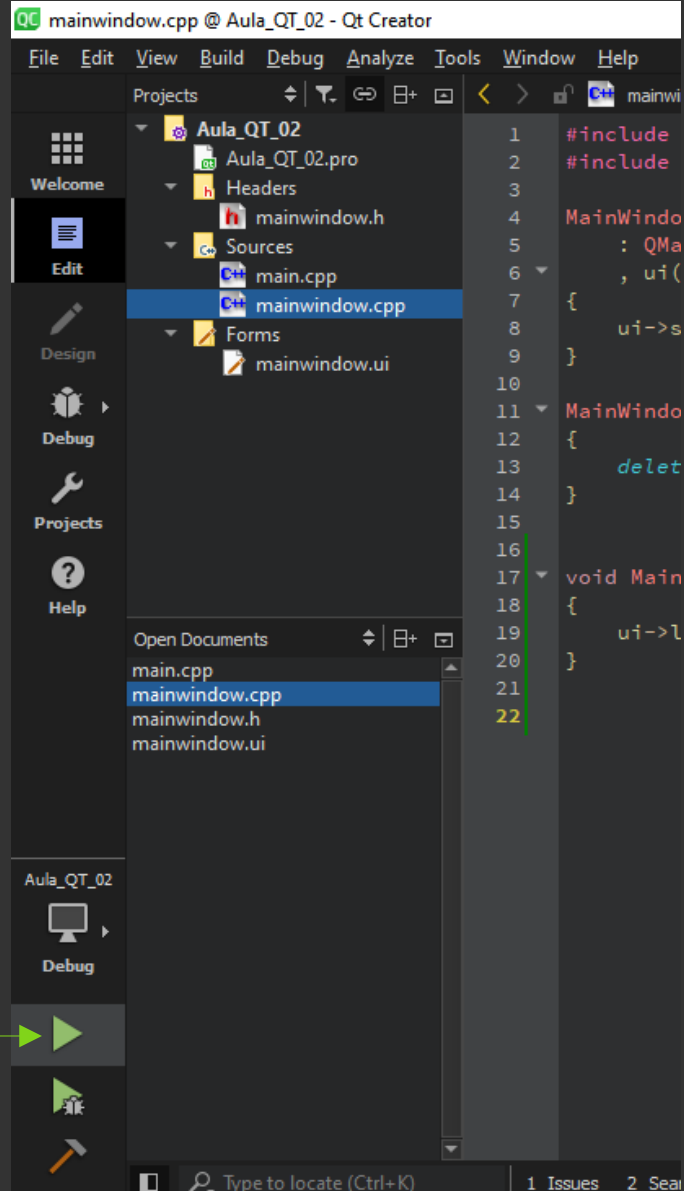 QC mainwindow.cpp @ Aula_QT_02 - Qt Creator
File Edit View Build Debug Analyze Tools Window Help
Projects
C++ mainwi
Welcome
Edit
Design
Debug
Projects
Help
Aula_QT_02
Aula_QT_02.pro
Headers
mainwindow.h
Sources
C++ main.cpp
C++ mainwindow.cpp
Forms
mainwindow.ui
Open Documents
main.cpp
mainwindow.cpp
mainwindow.h
mainwindow.ui
1 #include
2 #include
3
4 MainWindo
5 : QMa
6 , ui(
7 {
8 ui->s
9 }
10
11 MainWindo
12 {
13 delet
14 }
15
16
17 void Main
18 {
19 ui->l
20 }
21
22
Aula_QT_02
Debug
Type to locate (Ctrl+K)
1 Issues 2 Sear